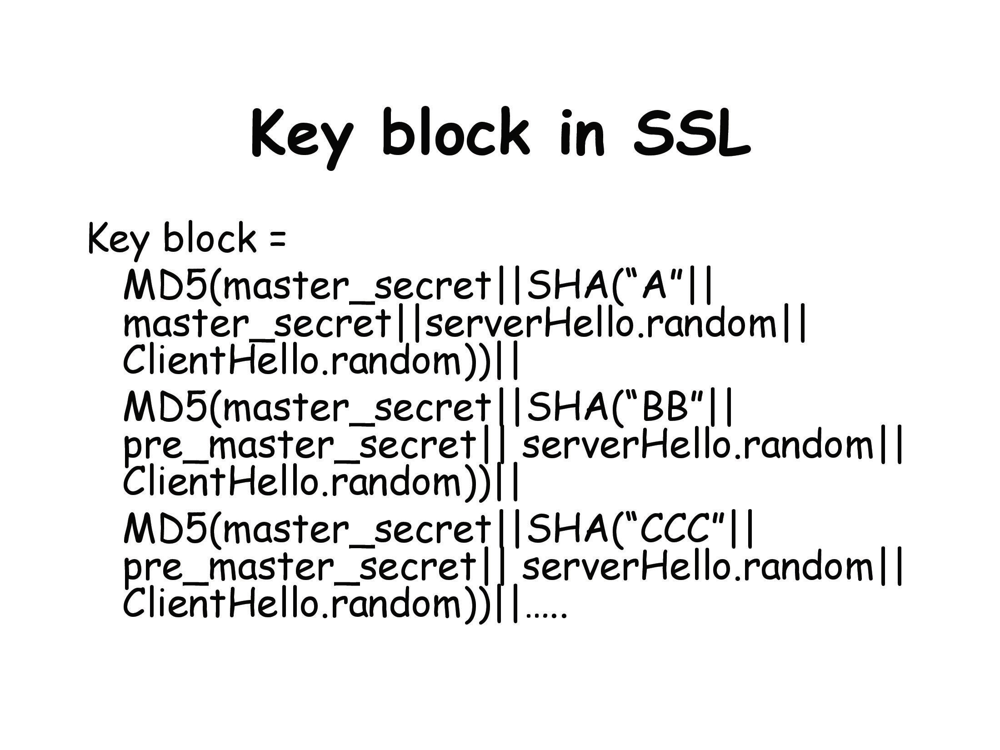 Key block in SSL
Key block =
MD5(master_secret||SHA(“A”||
master_secret||serverHello.random||
ClientHello.random))||
MD5(master_secret||SHA(“BB”||
pre_master_secret|| serverHello.random||
ClientHello.random))||
MD5(master_secret||SHA(“CCC”||
pre_master_secret|| serverHello.random||
ClientHello.random))||…..